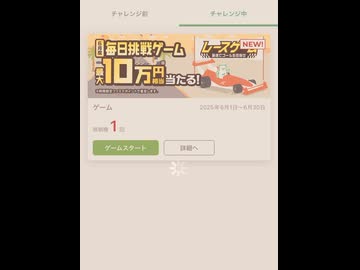 チャレンジ前
チャレンジ中
毎日挑戦ゲーム
レースゲーム
NEW!
最大10万円相当当たる!
ゲーム
2025年6月1日〜6月30日
挑戦権 1 回
ゲームスタート
詳細へ